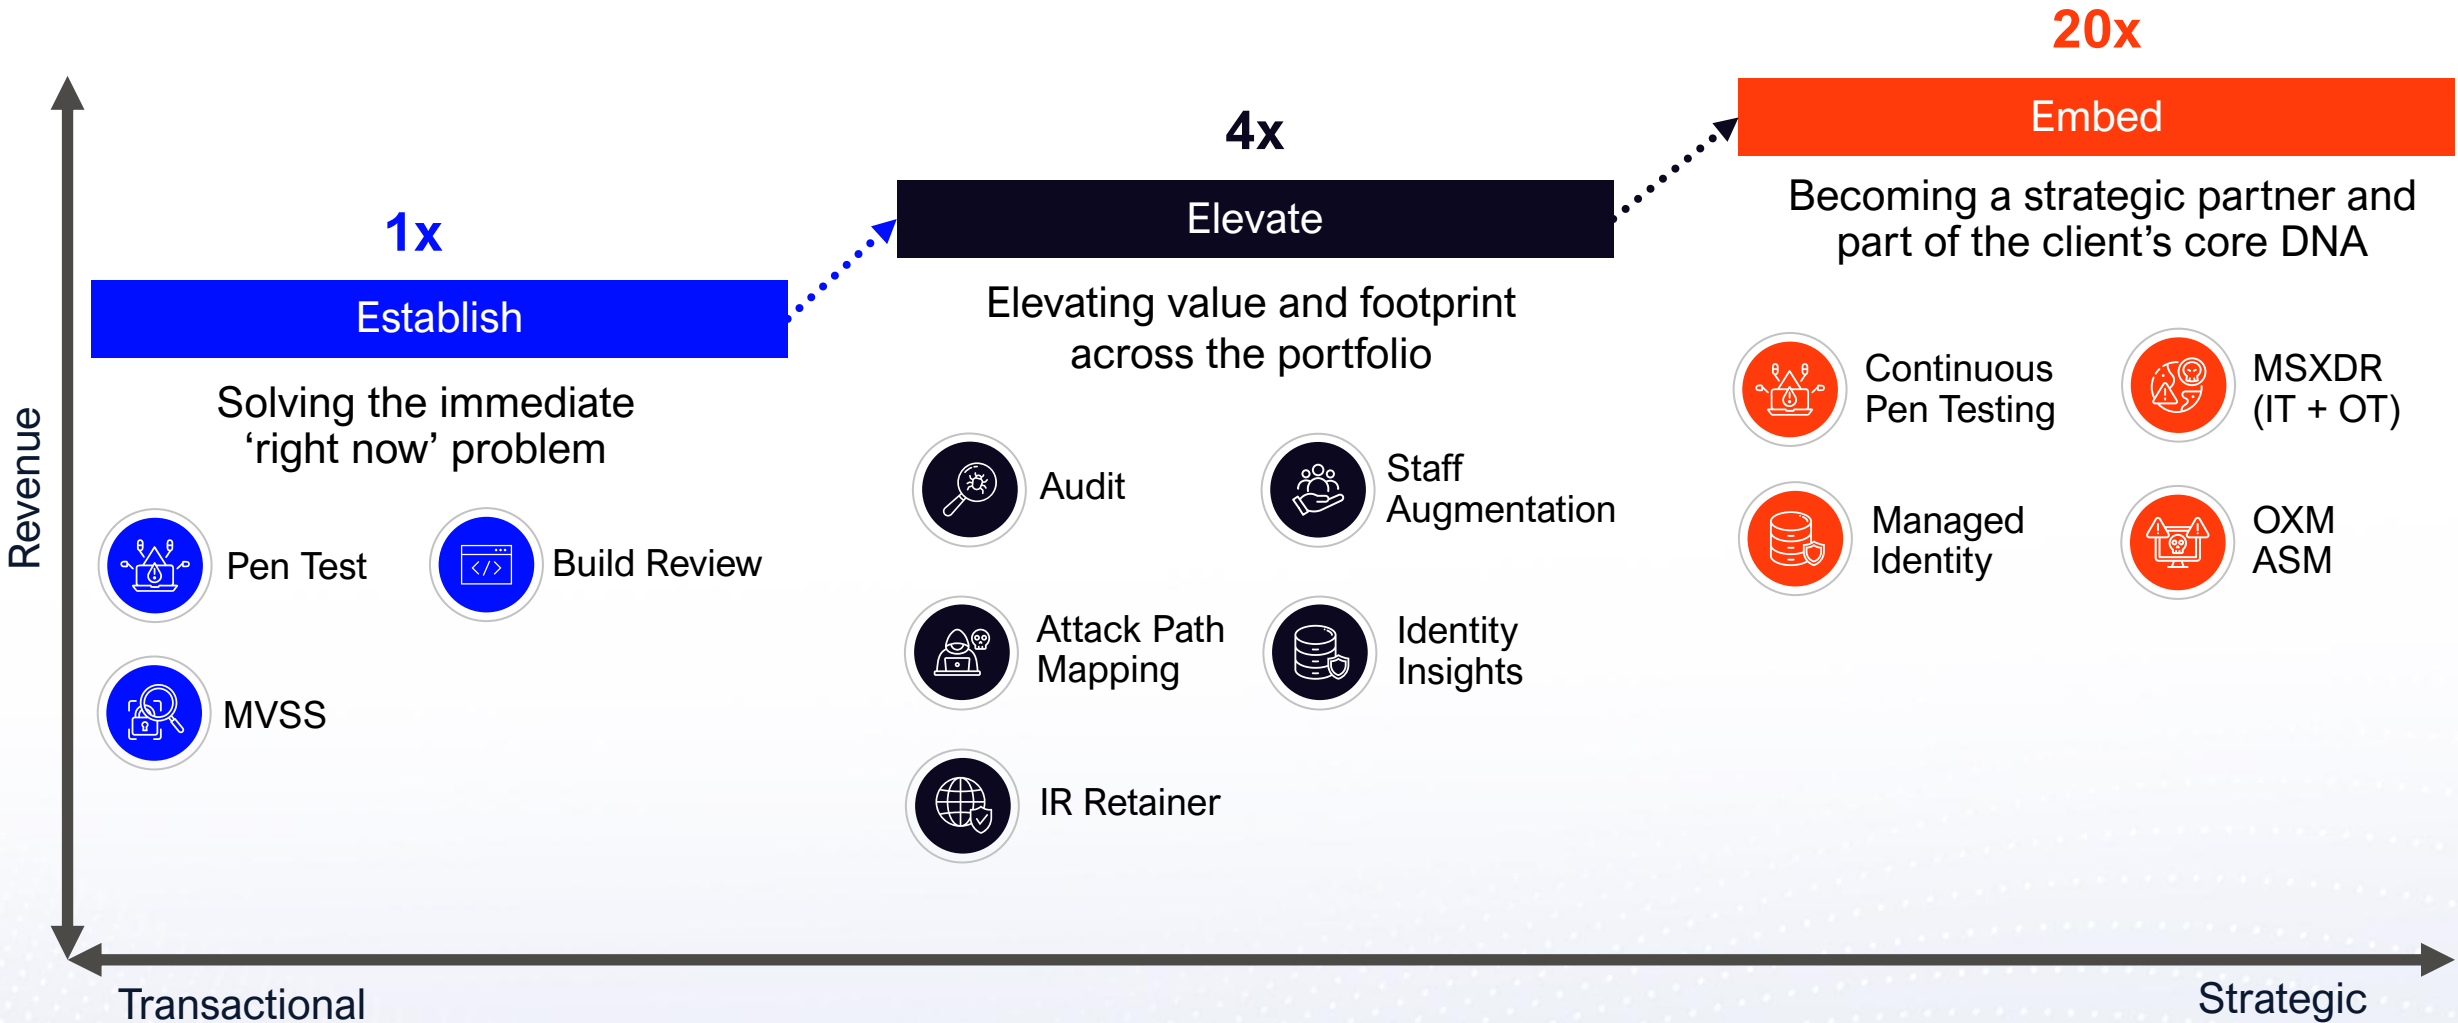 20x
Embed
Becoming a strategic partner and
part of the client’s core DNA
4x
Elevate
Elevating value and footprint
across the portfolio
1x
Establish
Solving the immediate
‘right now’ problem
Revenue
Pen Test
Build Review
MVSS
Audit
Staff
Augmentation
Attack Path
Mapping
Identity
Insights
IR Retainer
Continuous
Pen Testing
MSXDR
(IT + OT)
Managed
Identity
OXM
ASM
Transactional
Strategic